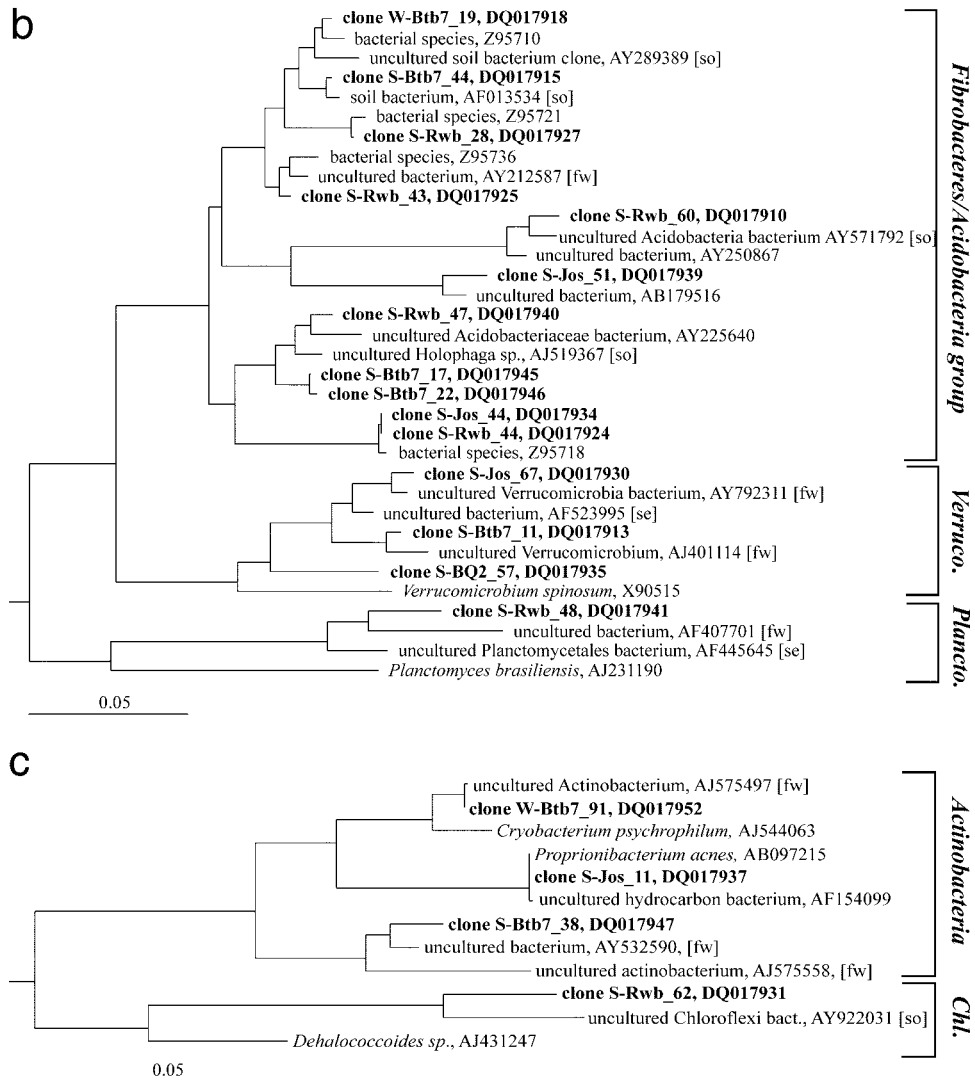 b
clone W-Btb7_19, DQ017918
bacterial species, Z95710
uncultured soil bacterium clone, AY289389 [so]
clone S-Btb7_44, DQ017915
soil bacterium, AF013534 [so]
bacterial species, Z95721
clone S-Rwb_28, DQ017927
bacterial species, Z95736
uncultured bacterium, AY212587 [fw]
clone S-Rwb_43, DQ017925
clone S-Rwb_60, DQ017910
uncultured Acidobacteria bacterium AY571792 [so]
uncultured bacterium, AY250867
clone S-Jos_51, DQ017939
uncultured bacterium, AB179516
clone S-Rwb_47, DQ017940
uncultured Acidobacteriaceae bacterium, AY225640
uncultured Holophaga sp., AJ519367 [so]
clone S-Btb7_17, DQ017945
clone S-Btb7_22, DQ017946
clone S-Jos_44, DQ017934
clone S-Rwb_44, DQ017924
bacterial species, Z95718
Fibrobacteres/Acidobacteria group
clone S-Jos_67, DQ017930
uncultured Verrucomicrobia bacterium, AY792311 [fw]
uncultured bacterium, AF523995 [se]
clone S-Btb7_11, DQ017913
uncultured Verrucomicrobium, AJ401114 [fw]
clone S-BQ2_57, DQ017935
Verrucomicrobium spinosum, X90515
Verruco.
clone S-Rwb_48, DQ017941
uncultured bacterium, AF407701 [fw]
uncultured Planctomycetales bacterium, AF445645 [se]
Planctomyces brasiliensis, AJ231190
Plancto.
0.05
c
uncultured Actinobacterium, AJ575497 [fw]
clone W-Btb7_91, DQ017952
Cryobacterium psychrophilum, AJ544063
Proprionibacterium acnes, AB097215
clone S-Jos_11, DQ017937
uncultured hydrocarbon bacterium, AF154099
clone S-Btb7_38, DQ017947
uncultured bacterium, AY532590, [fw]
uncultured actinobacterium, AJ575558, [fw]
Actinobacteria
clone S-Rwb_62, DQ017931
uncultured Chloroflexi bact., AY922031 [so]
Dehalococcoides sp., AJ431247
Chl.
0.05